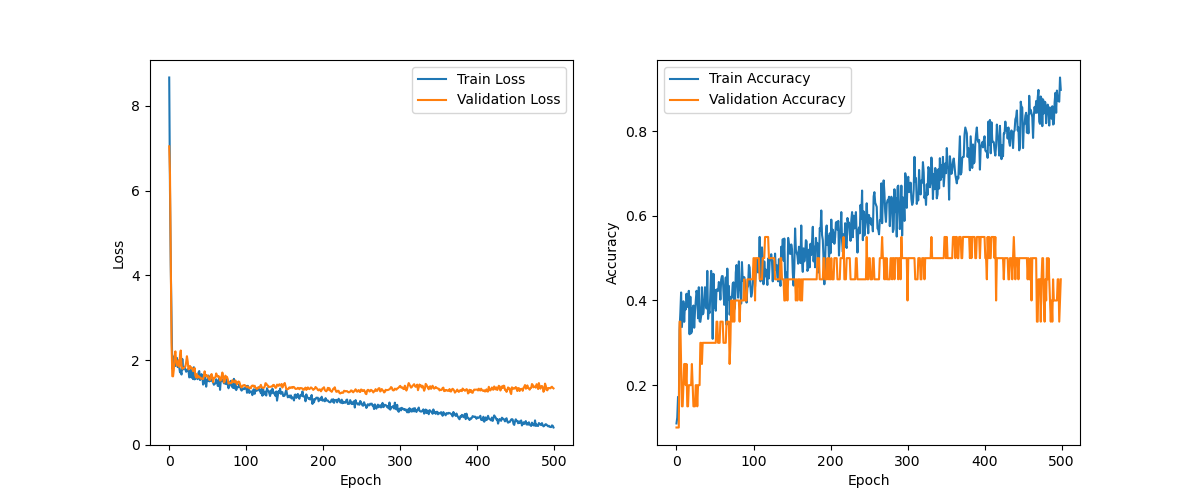 Train Loss
Validation Loss
8
6
4
2
0
Loss
0 100 200 300 400 500
Epoch
Train Accuracy
Validation Accuracy
0.8
0.6
0.4
0.2
Accuracy
0 100 200 300 400 500
Epoch